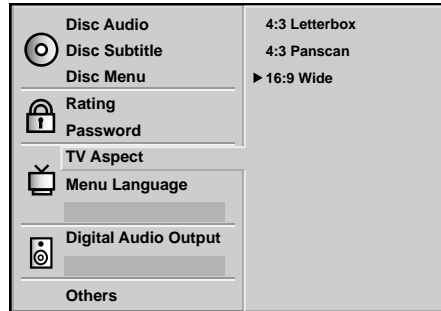 Disc Audio
Disc Subtitle
Disc Menu
Rating
Password
TV Aspect
Menu Language
Digital Audio Output
Others
4:3 Letterbox
4:3 Panscan
16:9 Wide